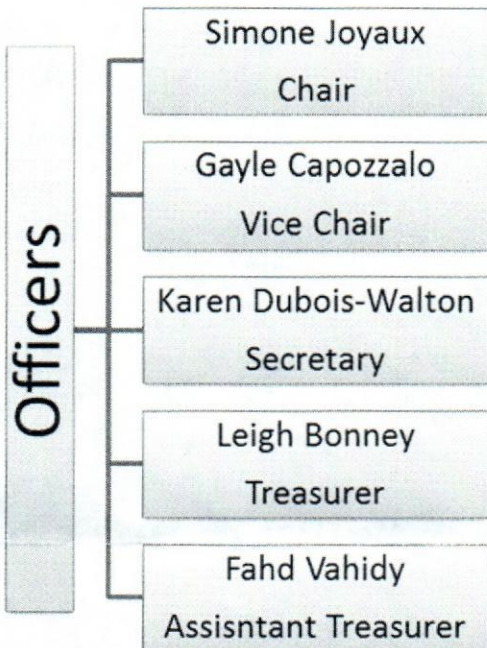 Officers
Simone Joyaux
Chair
Gayle Capozzalo
Vice Chair
Karen Dubois-Walton
Secretary
Leigh Bonney
Treasurer
Fahd Vahidy
Assisntant Treasurer